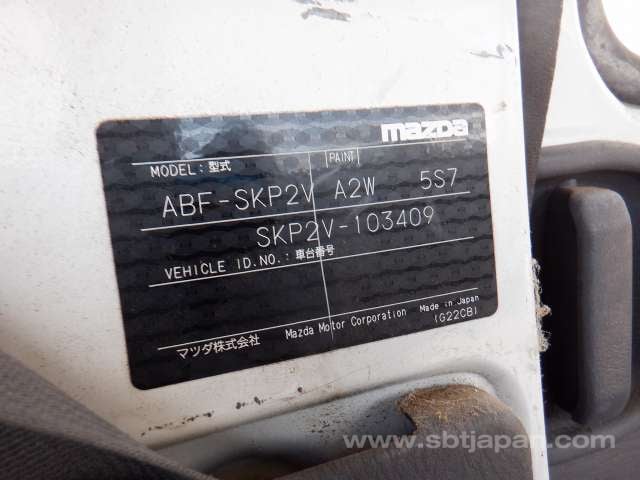 mazda
MODEL: 型式 PAINT
ABF-SKP2V A2W 5S7
SKP2V-103409
VEHICLE ID.NO.: 車台番号
マツダ株式会社 Mazda Motor Corporation Made in Japan
(G22CB)
www.sbtjapan.com